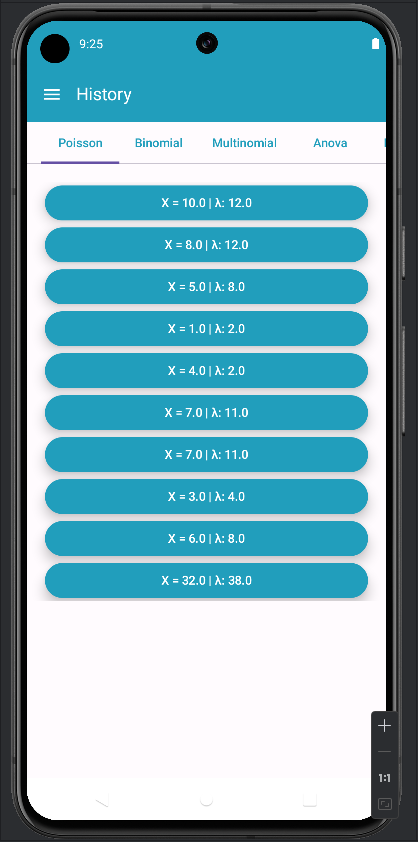 9:25
History
Poisson Binomial Multinomial Anova
X = 10.0 | λ: 12.0
X = 8.0 | λ: 12.0
X = 5.0 | λ: 8.0
X = 1.0 | λ: 2.0
X = 4.0 | λ: 2.0
X = 7.0 | λ: 11.0
X = 7.0 | λ: 11.0
X = 3.0 | λ: 4.0
X = 6.0 | λ: 8.0
X = 32.0 | λ: 38.0
1:1